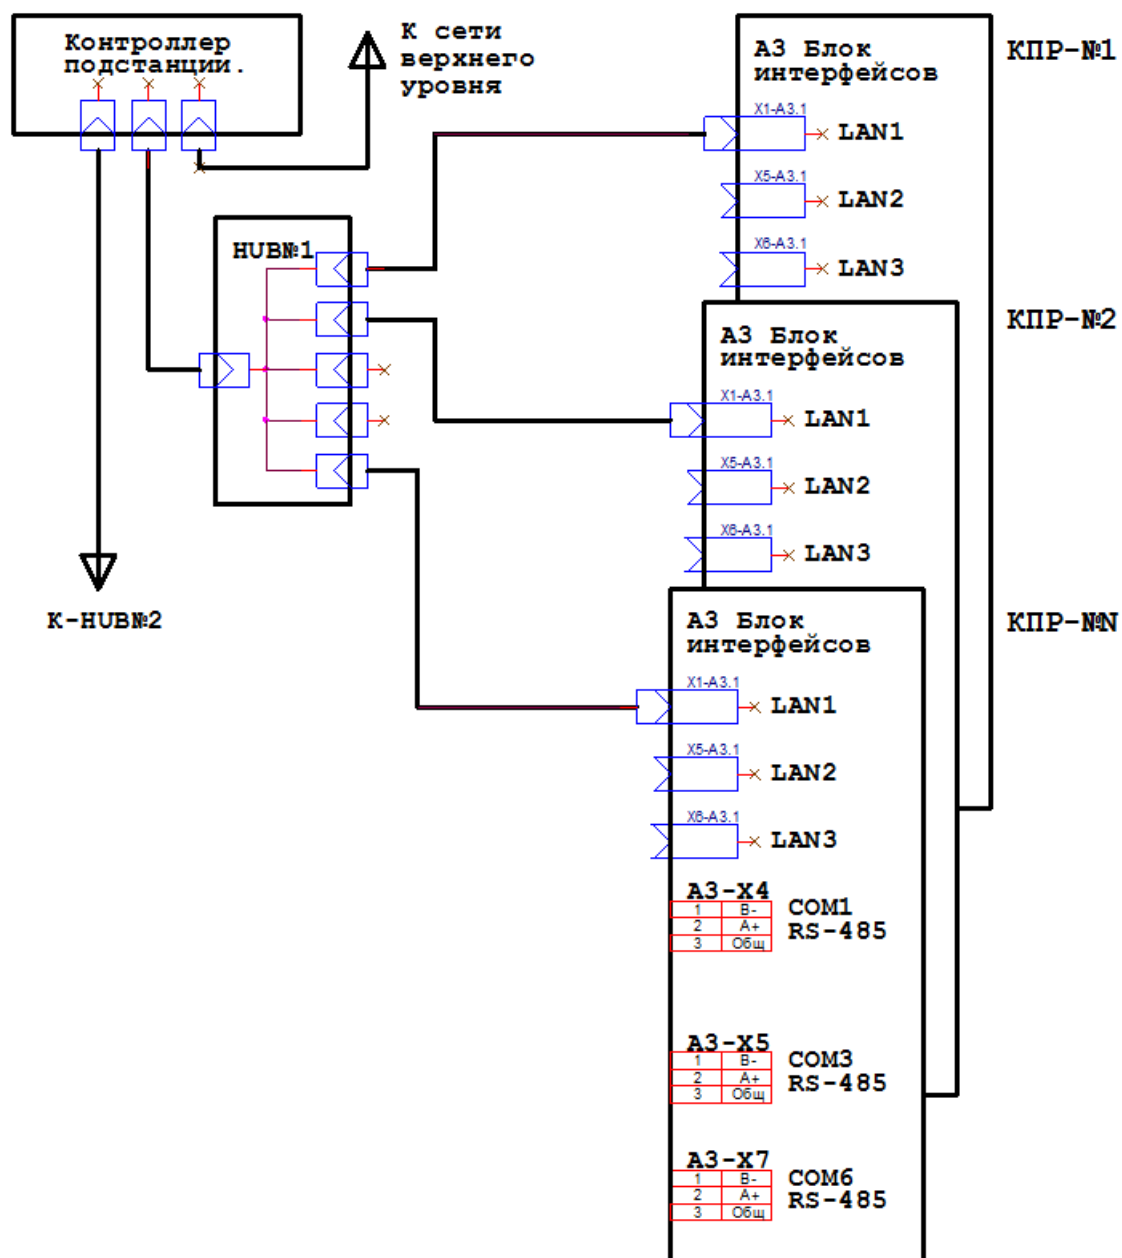 Контроллер
подстанции.
К сети
верхнего
уровня
HUB№1
К-HUB№2
КПР-№1
А3 Блок
интерфейсов
X1-A3.1
LAN1
X5-A3.1
LAN2
X6-A3.1
LAN3
КПР-№2
А3 Блок
интерфейсов
X1-A3.1
LAN1
X5-A3.1
LAN2
X6-A3.1
LAN3
КПР-№N
А3 Блок
интерфейсов
X1-A3.1
LAN1
X5-A3.1
LAN2
X6-A3.1
LAN3
А3-X4
1 B-
2 A+
3 Общ
COM1
RS-485
А3-X5
1 B-
2 A+
3 Общ
COM3
RS-485
А3-X7
1 B-
2 A+
3 Общ
COM6
RS-485